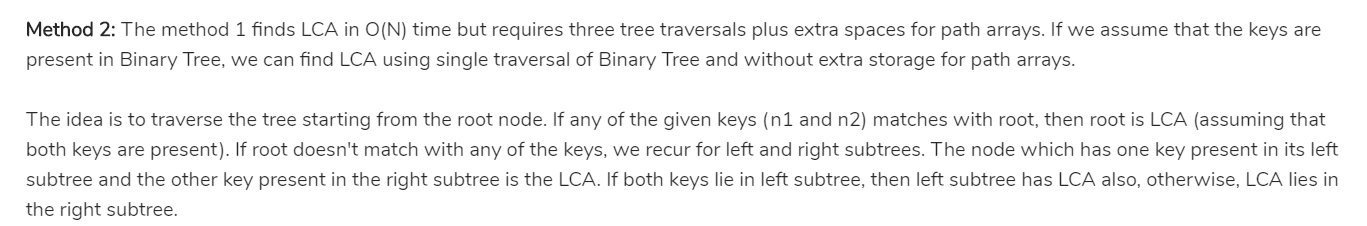 Method 2: The method 1 finds LCA in O(N) time but requires three tree traversals plus extra spaces for path arrays. If we assume that the keys are
present in Binary Tree, we can find LCA using single traversal of Binary Tree and without extra storage for path arrays.
The idea is to traverse the tree starting from the root node. If any of the given keys (n1 and n2) matches with root, then root is LCA (assuming that
both keys are present). If root doesn't match with any of the keys, we recur for left and right subtrees. The node which has one key present in its left
subtree and the other key present in the right subtree is the LCA. If both keys lie in left subtree, then left subtree has LCA also, otherwise, LCA lies in
the right subtree.